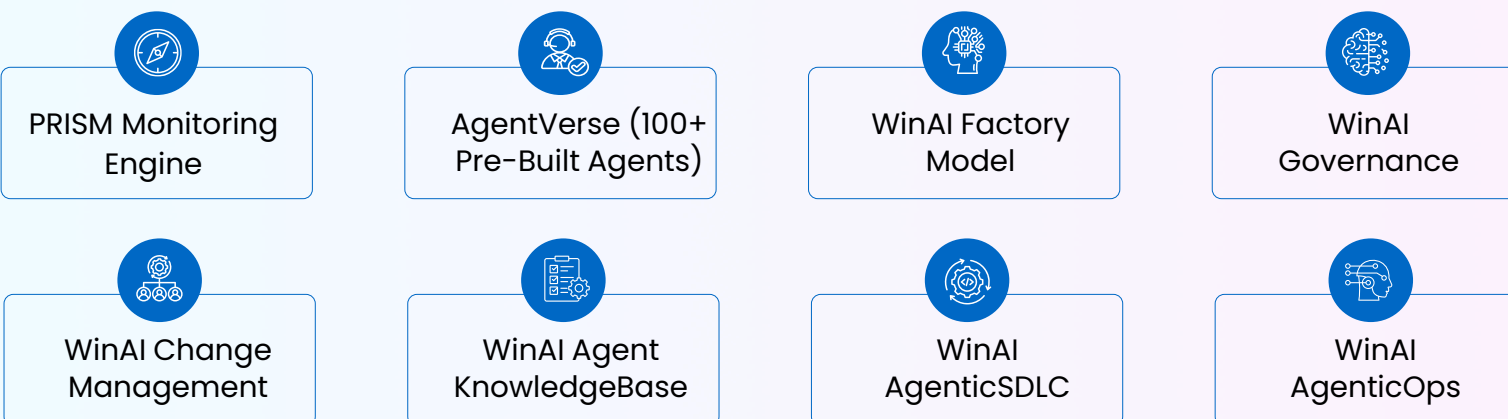 PRISM Monitoring
Engine
AgentVerse (100+
Pre-Built Agents)
WinAI Factory
Model
WinAI
Governance
WinAI Change
Management
WinAI Agent
KnowledgeBase
WinAI
AgenticSDLC
WinAI
AgenticOps